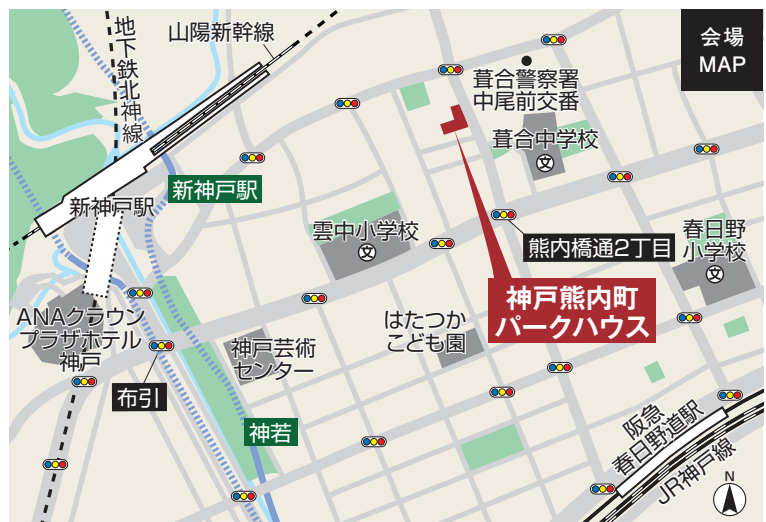 会場
MAP
山陽新幹線
地下鉄北神線
葺合警察署
中尾前交番
葺合中学校
文
新神戸駅
新神戸駅
雲中小学校
文
熊内橋通2丁目
春日野
小学校
文
神戸熊内町
パークハウス
ANAクラウン
プラザホテル
神戸
神戸芸術
センター
はたつか
こども園
布引
神若
阪急
春日野道駅
JR神戸線
N